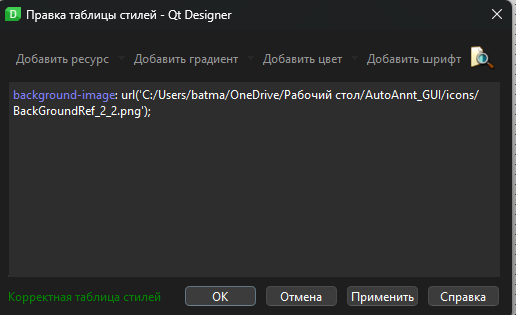 Правка таблицы стилей - Qt Designer
Добавить ресурс Добавить градиент Добавить цвет Добавить шрифт
background-image: url('C:/Users/batma/OneDrive/Рабочий стол/AutoAnnt_GUI/icons/
BackGroundRef_2_2.png');
Корректная таблица стилей ОК Отмена Применить Справка